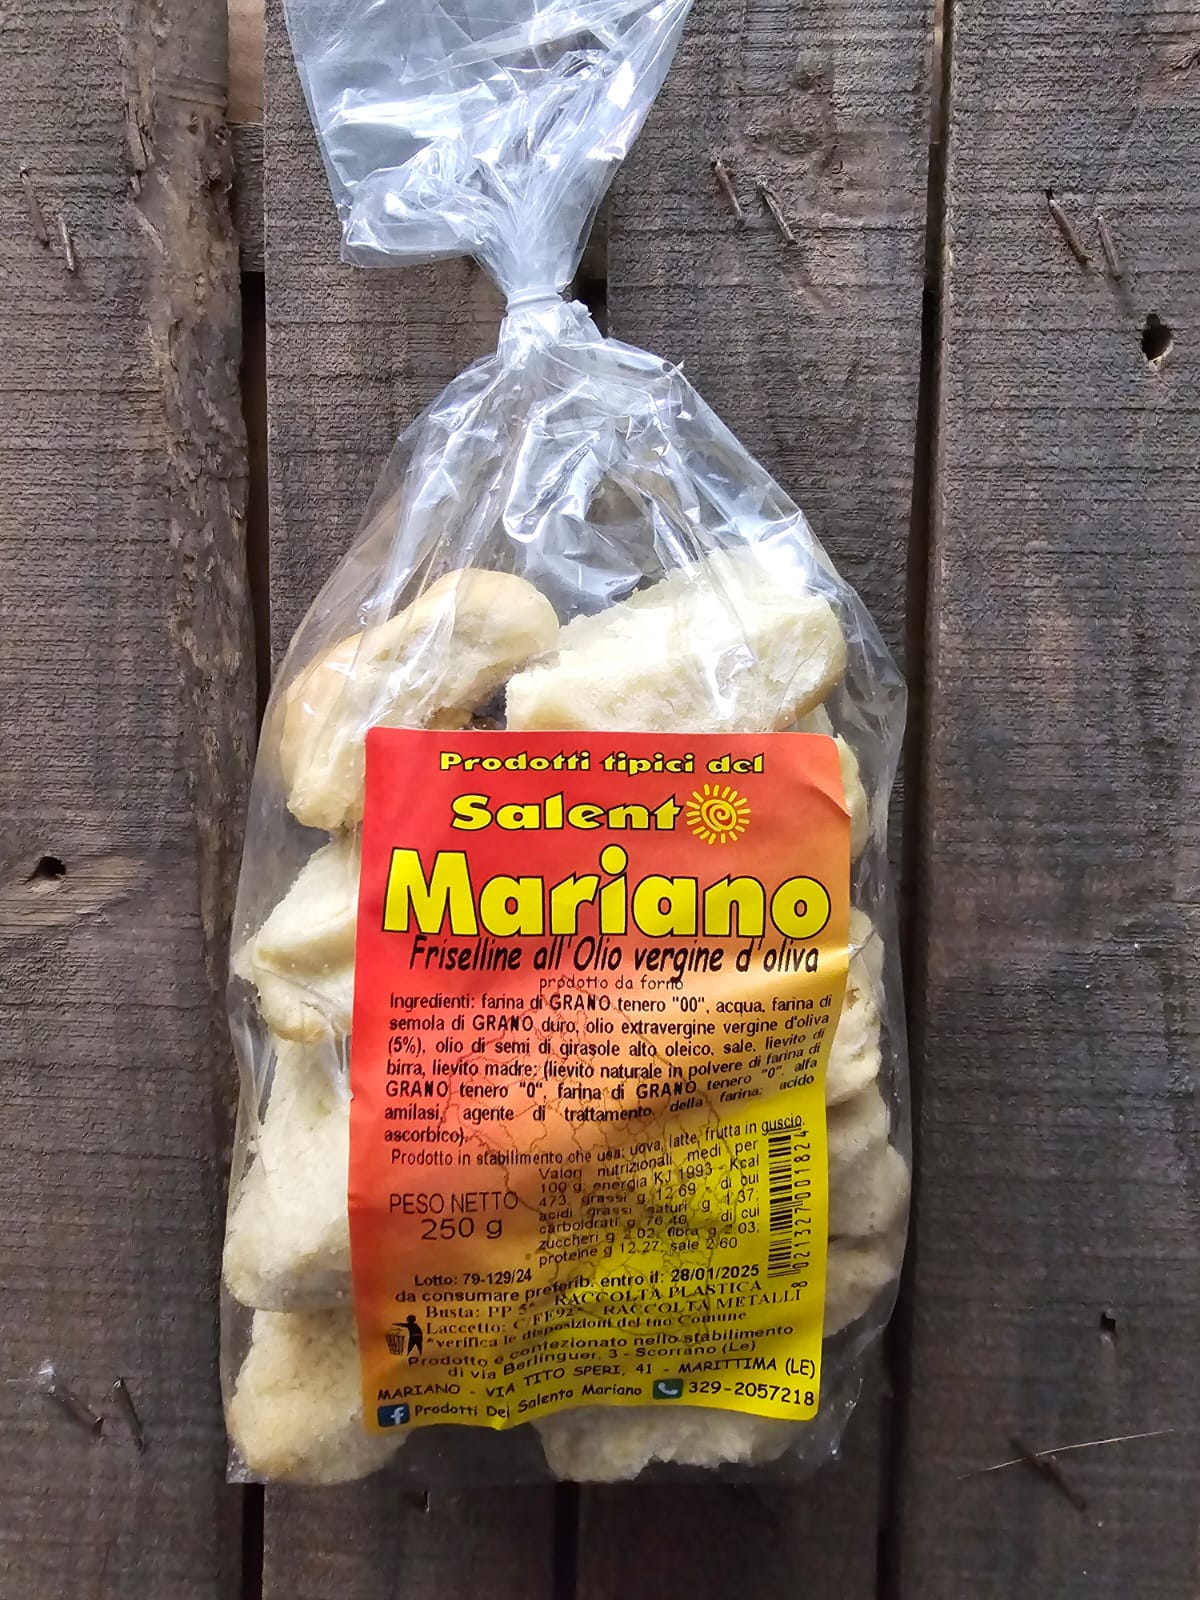 Prodotti tipici del
Salento
Mariano
Friselline all'Olio vergine d'oliva
prodotto da forno
Ingredienti: farina di GRANO tenero "00", acqua, farina di
semola di GRANO duro, olio extravergine vergine d'oliva
(5%), olio di semi di girasole alto oleico, sale, lievito di
birra, lievito madre; (lievito naturale in polvere di farina di
GRANO tenero "0", farina di GRANO tenero "0", alfa
amilasi, agente di trattamento della farina: acido
ascorbico),
Prodotto in stabilimento che usa: uova, latte, frutta in guscio.
Valori nutrizionali medi per
100 g, energia KJ 1993 - Kcal
473, grassi g 12,69 - di cui
acidi grassi saturi g 1,37,
carboidrati g 76,40, di cui
zuccheri g 2,02, fibra g 2,03,
proteine g 12,27, sale 2,60
PESO NETTO
250 g
8 021327 001824
Lotto: 79-129/24
da consumare preferib. entro il: 28/01/2025
Busta: PP 5* RACCOLTA PLASTICA
Laccetto: C/FE92* RACCOLTA METALLI
*verifica le disposizioni del tuo Comune
Prodotto e confezionato nello stabilimento
di via Berlinguer, 3 - Scorrano (Le)
MARIANO - VIA TITO SPERI, 41 - MARITTIMA (LE)
f Prodotti Del Salento Mariano 329-2057218